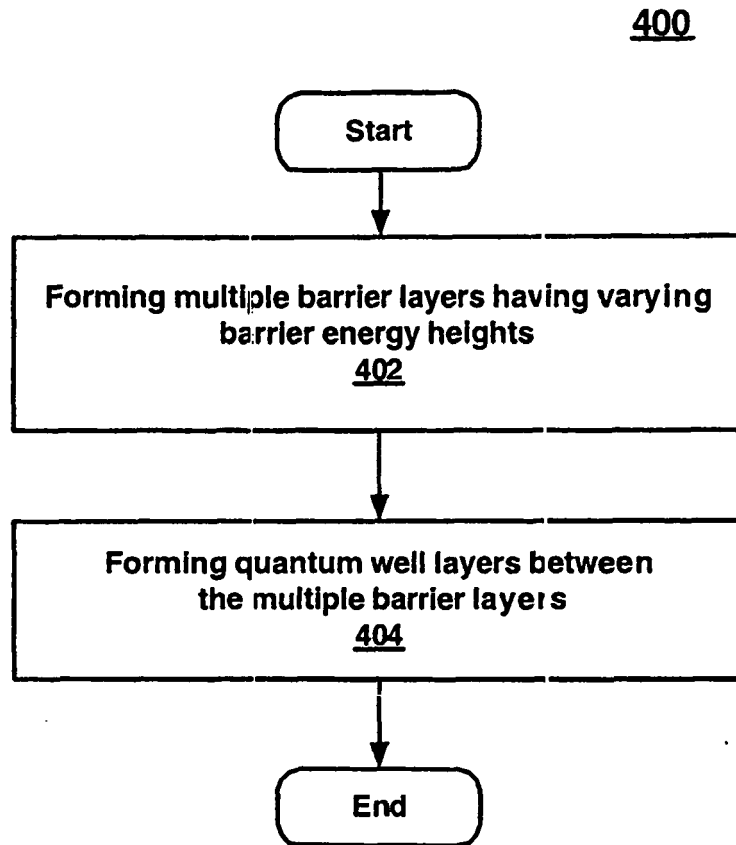 400
Start
Forming multiple barrier layers having varying
barrier energy heights
402
Forming quantum well layers between
the multiple barrier layers
404
End